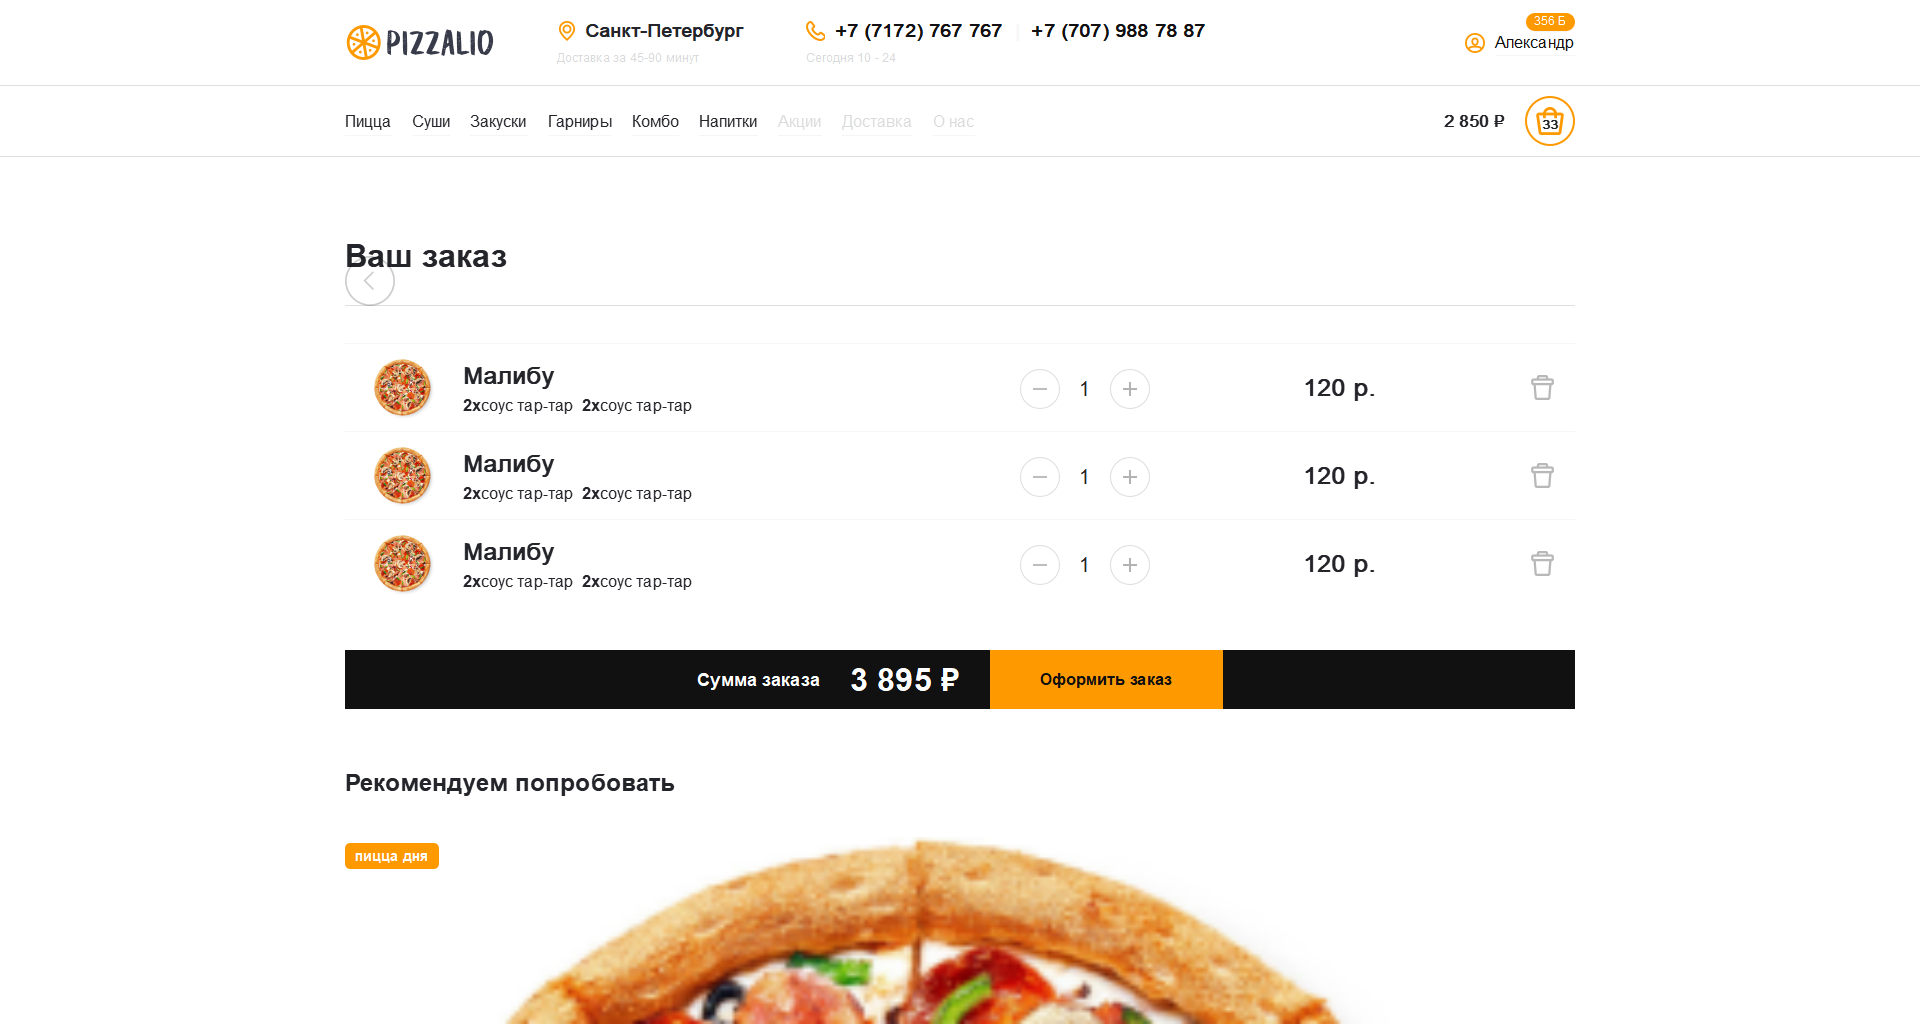 PIZZALIO
Санкт-Петербург
Доставка за 45-90 минут
+7 (7172) 767 767
+7 (707) 988 78 87
Сегодня 10 - 24
356 Б
Александр
Пицца Суши Закуски Гарниры Комбо Напитки Акции Доставка О нас
2 850 ₽
33
Ваш заказ
Малибу
2xсоус тар-тар 2xсоус тар-тар
1
120 р.
Малибу
2xсоус тар-тар 2xсоус тар-тар
1
120 р.
Малибу
2xсоус тар-тар 2xсоус тар-тар
1
120 р.
Сумма заказа 3 895 ₽ Оформить заказ
Рекомендуем попробовать
пицца дня